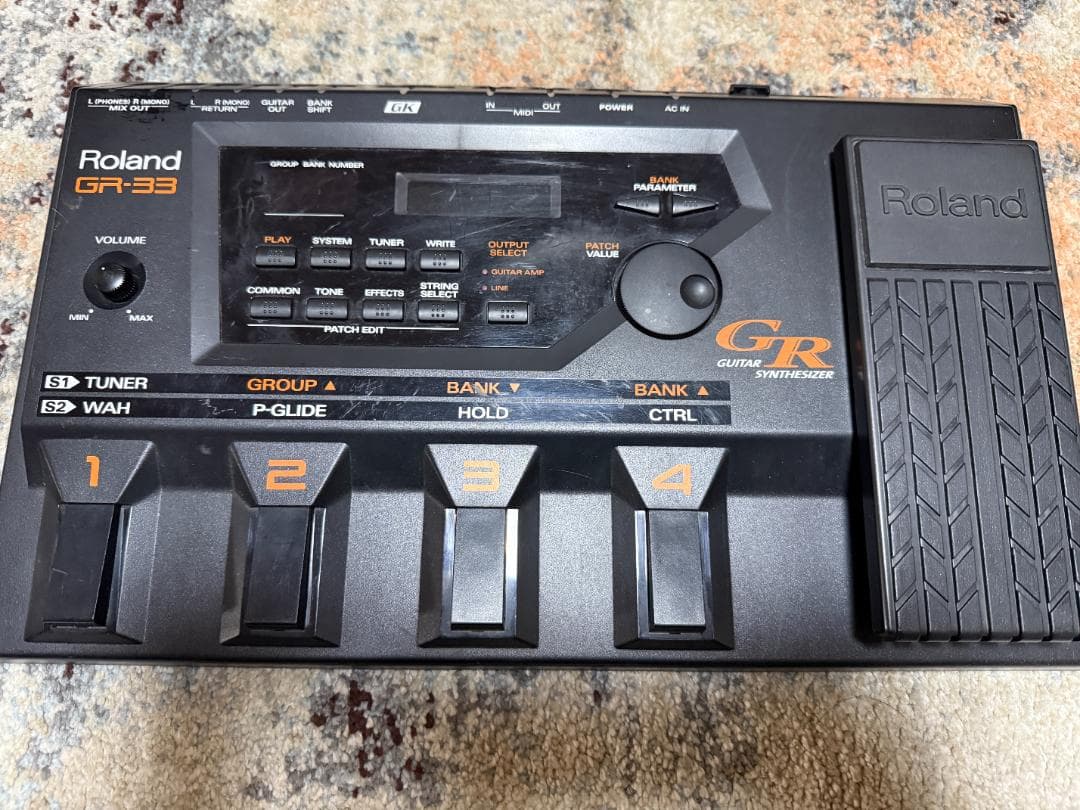 L (PHONES) R (MONO)
MIX OUT
L R (MONO)
RETURN
GUITAR
OUT
BANK
SHIFT
GK
IN OUT
MIDI
POWER
AC IN
Roland
GR-33
GROUP BANK NUMBER
BANK
PARAMETER
Roland
VOLUME
MIN MAX
PLAY SYSTEM TUNER WRITE
OUTPUT
SELECT
GUITAR AMP
LINE
PATCH
VALUE
COMMON TONE EFFECTS STRING
SELECT
PATCH EDIT
GR
GUITAR
SYNTHESIZER
S1 TUNER GROUP ▲ BANK ▼ BANK ▲
S2 WAH P-GLIDE HOLD CTRL
1 2 3 4